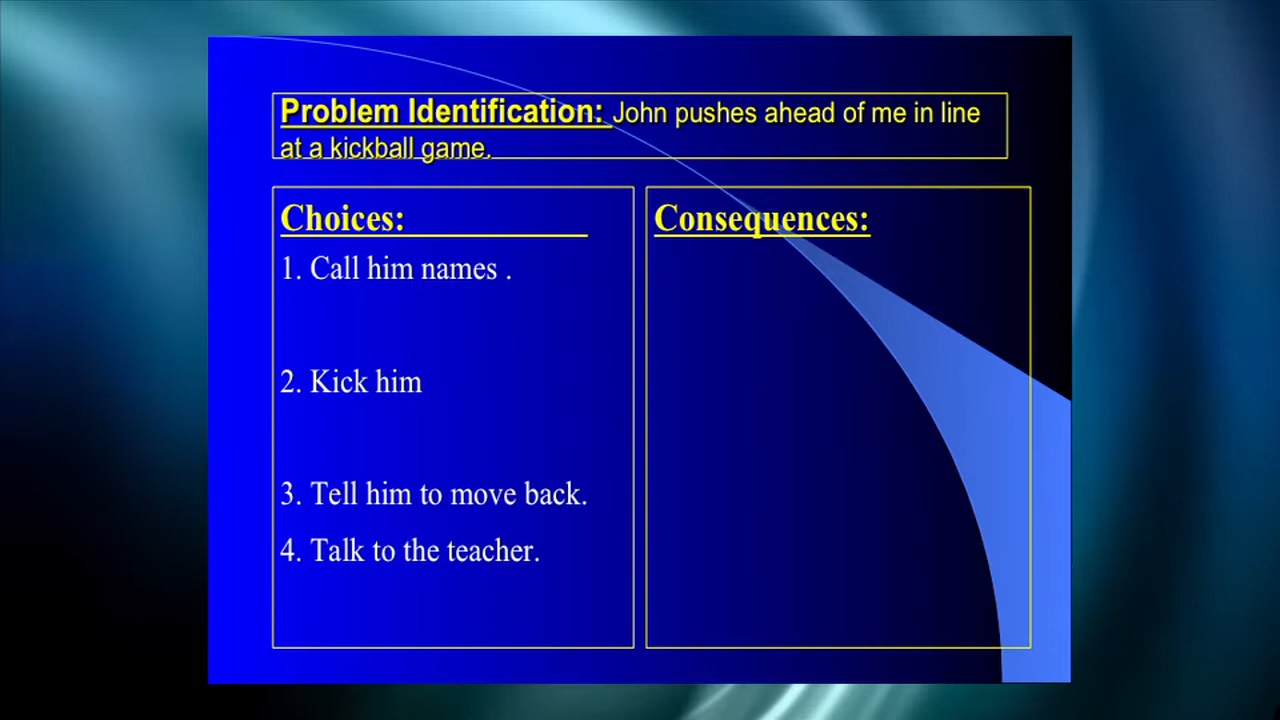 Problem Identification: John pushes ahead of me in line
at a kickball game.
Choices:
1. Call him names .
2. Kick him
3. Tell him to move back.
4. Talk to the teacher.
Consequences: